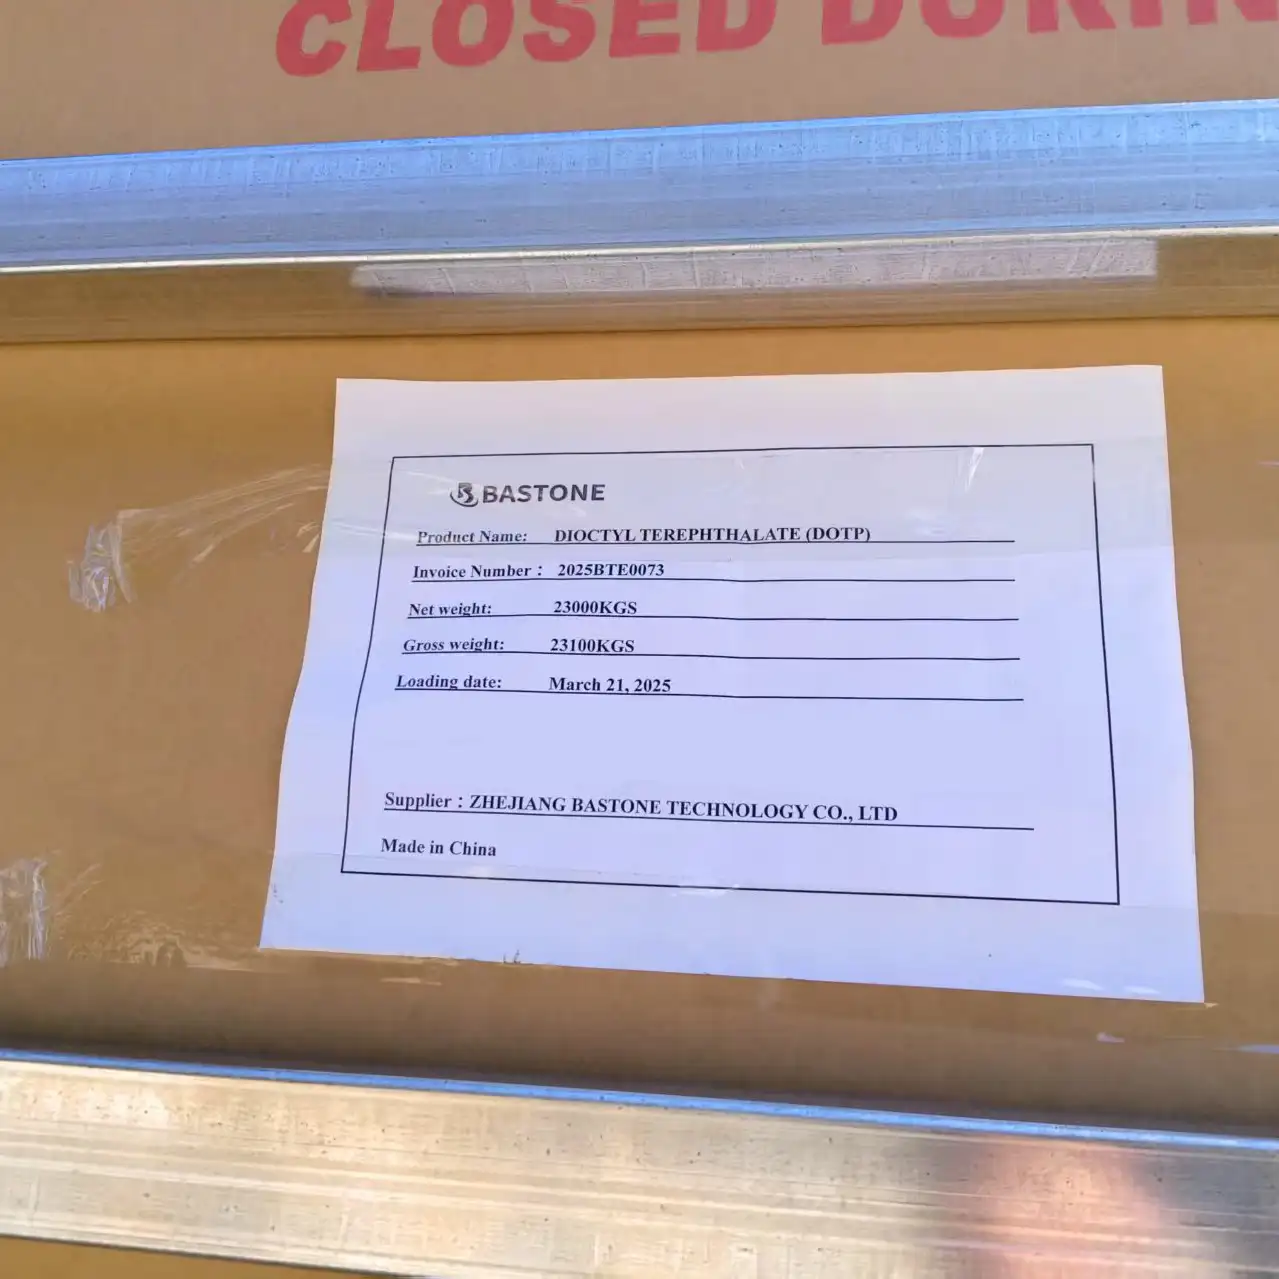 CLOSED DURIN
BASTONE
Product Name: DIOCTYL TEREPHTHALATE (DOTP)
Invoice Number : 2025BTE0073
Net weight: 23000KGS
Gross weight: 23100KGS
Loading date: March 21, 2025
Supplier : ZHEJIANG BASTONE TECHNOLOGY CO., LTD
Made in China